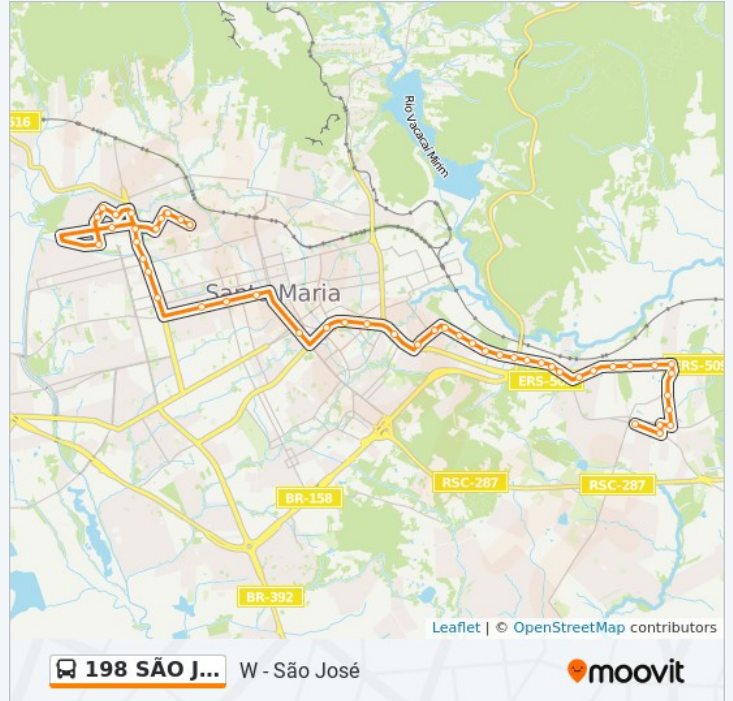 616
Rio Vacacaí Mirim
Santa Maria
ERS-50
ERS-509
RSC-287
RSC-287
BR-158
BR-392
Leaflet | © OpenStreetMap contributors
198 SÃO J...
W - São José
moovit